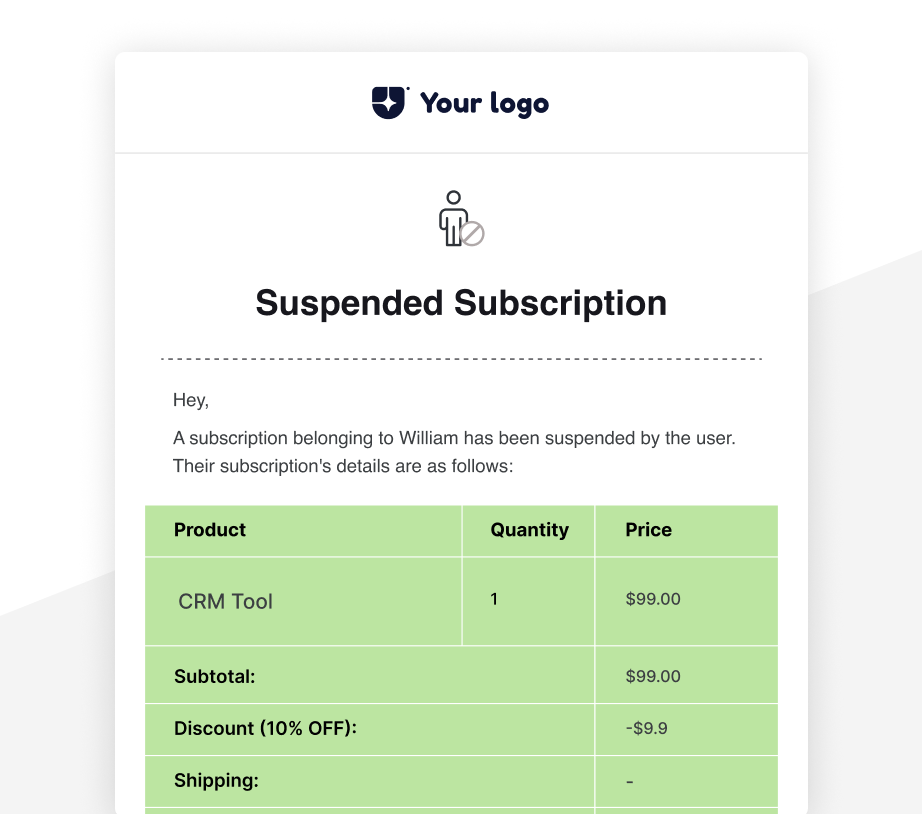 Your logo
Suspended Subscription
Hey,
A subscription belonging to William has been suspended by the user.
Their subscription's details are as follows:
Product Quantity Price
CRM Tool 1 $99.00
Subtotal: $99.00
Discount (10% OFF): -$9.9
Shipping: -